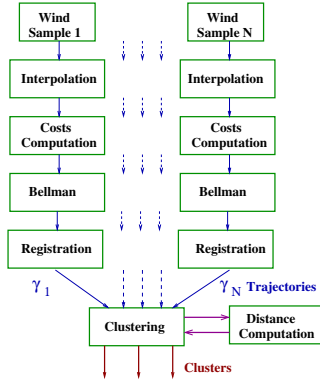 Wind
Sample 1
Wind
Sample N
Interpolation
Interpolation
Costs
Computation
Costs
Computation
Bellman
Bellman
Registration
Registration
γ 1
γ N Trajectories
Clustering
Distance
Computation
Clusters